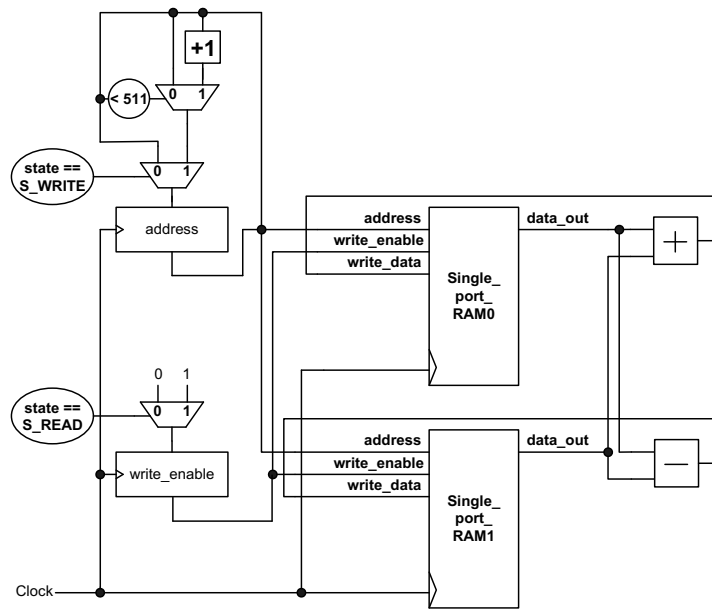 +1
0 1
< 511
state ==
S_WRITE
0 1
address
address
write_enable
write_data
data_out
Single_
port_
RAM0
+
0 1
state ==
S_READ
0 1
write_enable
address
write_enable
write_data
data_out
Single_
port_
RAM1
—
Clock